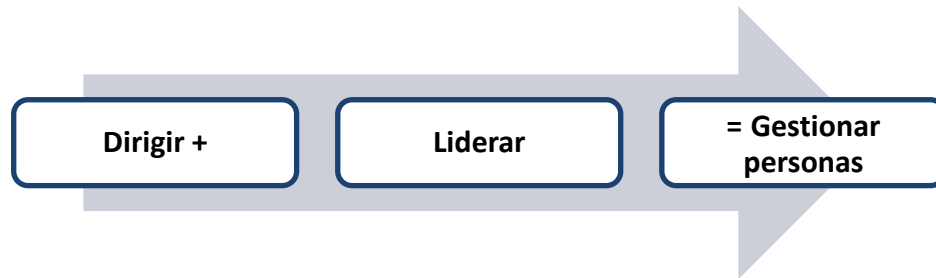 Dirigir +
Liderar
= Gestionar
personas